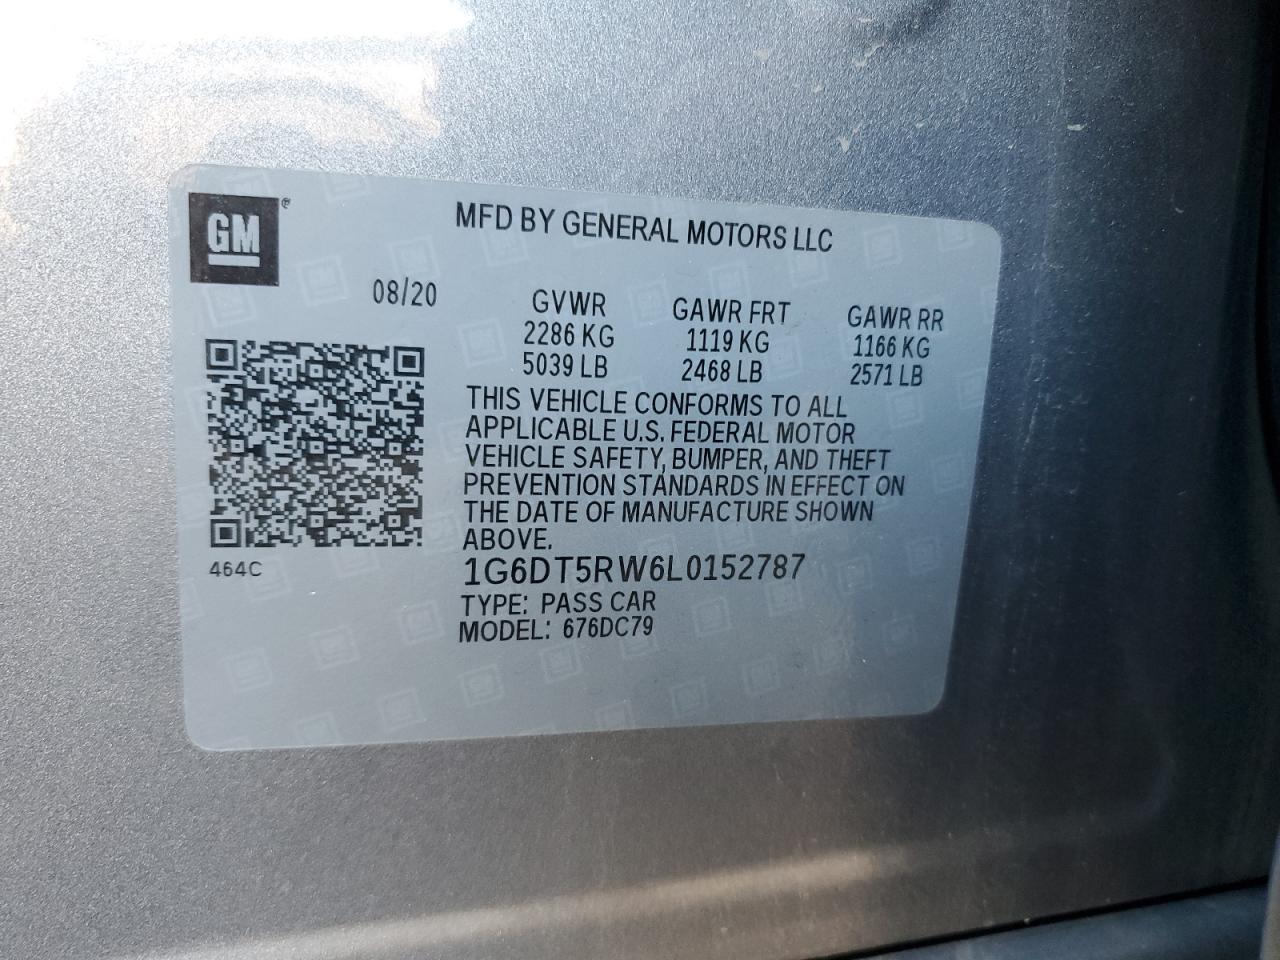 GM®
MFD BY GENERAL MOTORS LLC
08/20
GVWR GAWR FRT GAWR RR
2286 KG 1119 KG 1166 KG
5039 LB 2468 LB 2571 LB
THIS VEHICLE CONFORMS TO ALL
APPLICABLE U.S. FEDERAL MOTOR
VEHICLE SAFETY, BUMPER, AND THEFT
PREVENTION STANDARDS IN EFFECT ON
THE DATE OF MANUFACTURE SHOWN
ABOVE.
464C
1G6DT5RW6L0152787
TYPE: PASS CAR
MODEL: 676DC79